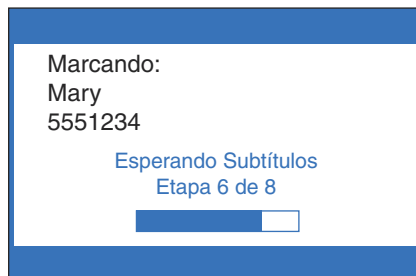 Marcando:
Mary
5551234
Esperando Subtítulos
Etapa 6 de 8